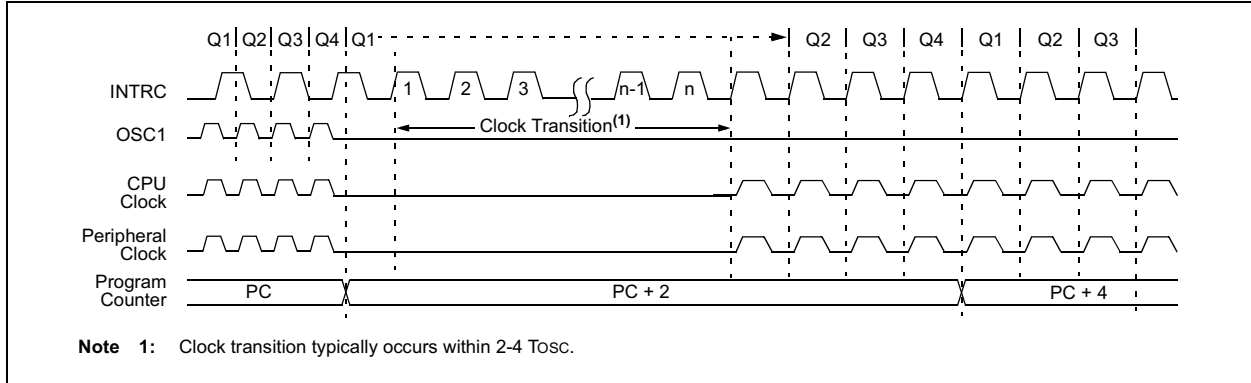 Q1 Q2 Q3 Q4 Q1 Q2 Q3 Q4 Q1 Q2 Q3
INTRC
1 2 3 n-1 n
OSC1
Clock Transition(1)
CPU
Clock
Peripheral
Clock
Program
Counter
PC PC + 2 PC + 4
Note 1: Clock transition typically occurs within 2-4 TOSC.